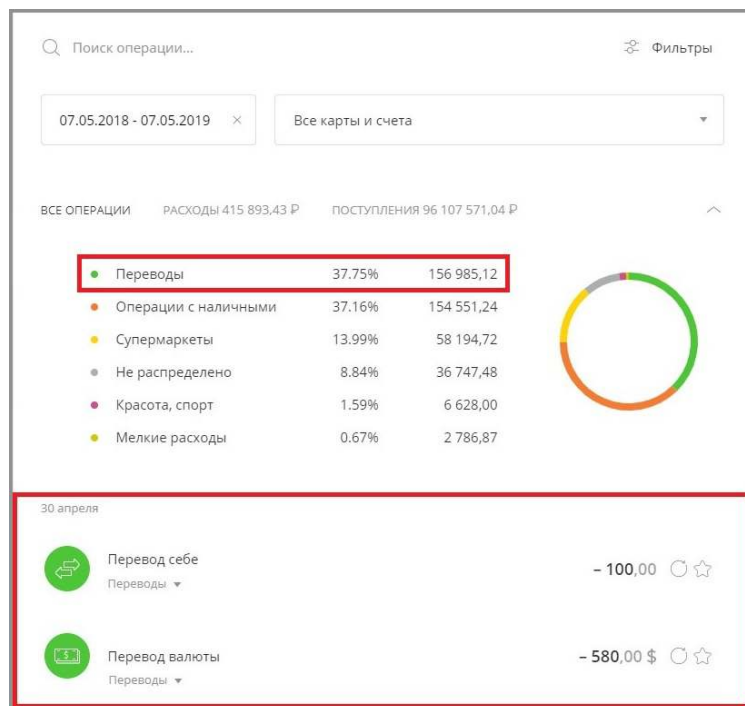 Поиск операции...
Фильтры
07.05.2018 - 07.05.2019 ×
Все карты и счета
ВСЕ ОПЕРАЦИИ РАСХОДЫ 415 893,43 ₽ ПОСТУПЛЕНИЯ 96 107 571,04 ₽
Переводы 37.75% 156 985,12
Операции с наличными 37.16% 154 551,24
Супермаркеты 13.99% 58 194,72
Не распределено 8.84% 36 747,48
Красота, спорт 1.59% 6 628,00
Мелкие расходы 0.67% 2 786,87
30 апреля
Перевод себе
– 100,00
Переводы
Перевод валюты
– 580,00 $
Переводы